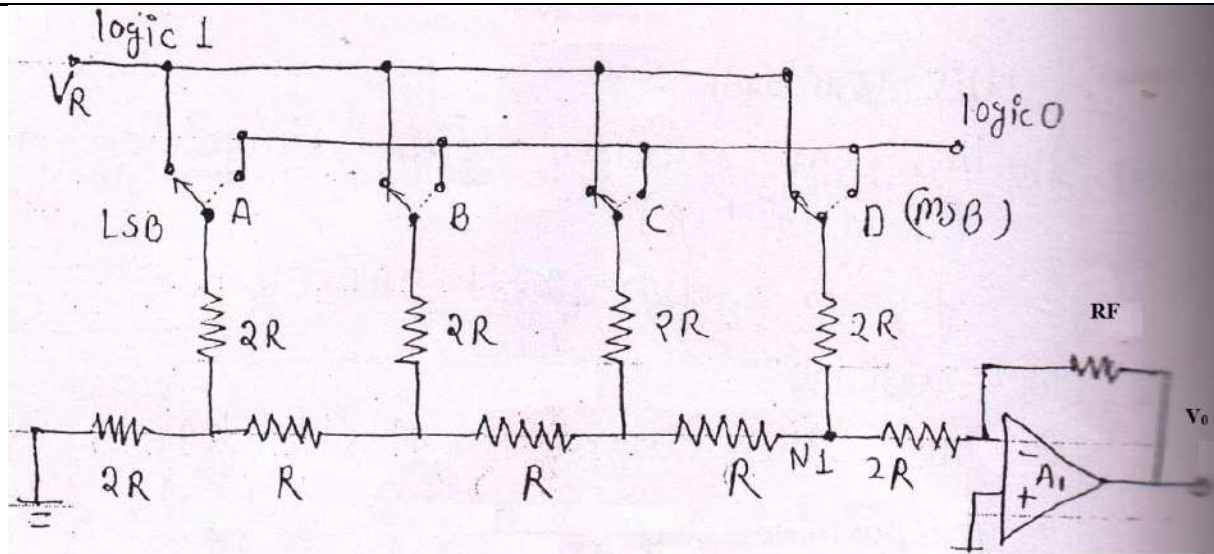 logic 1
VR
logic 0
LSB A B C D (MSB)
2R 2R 2R 2R
RF
V₀
N1
A1
- +
2R R R R 2R